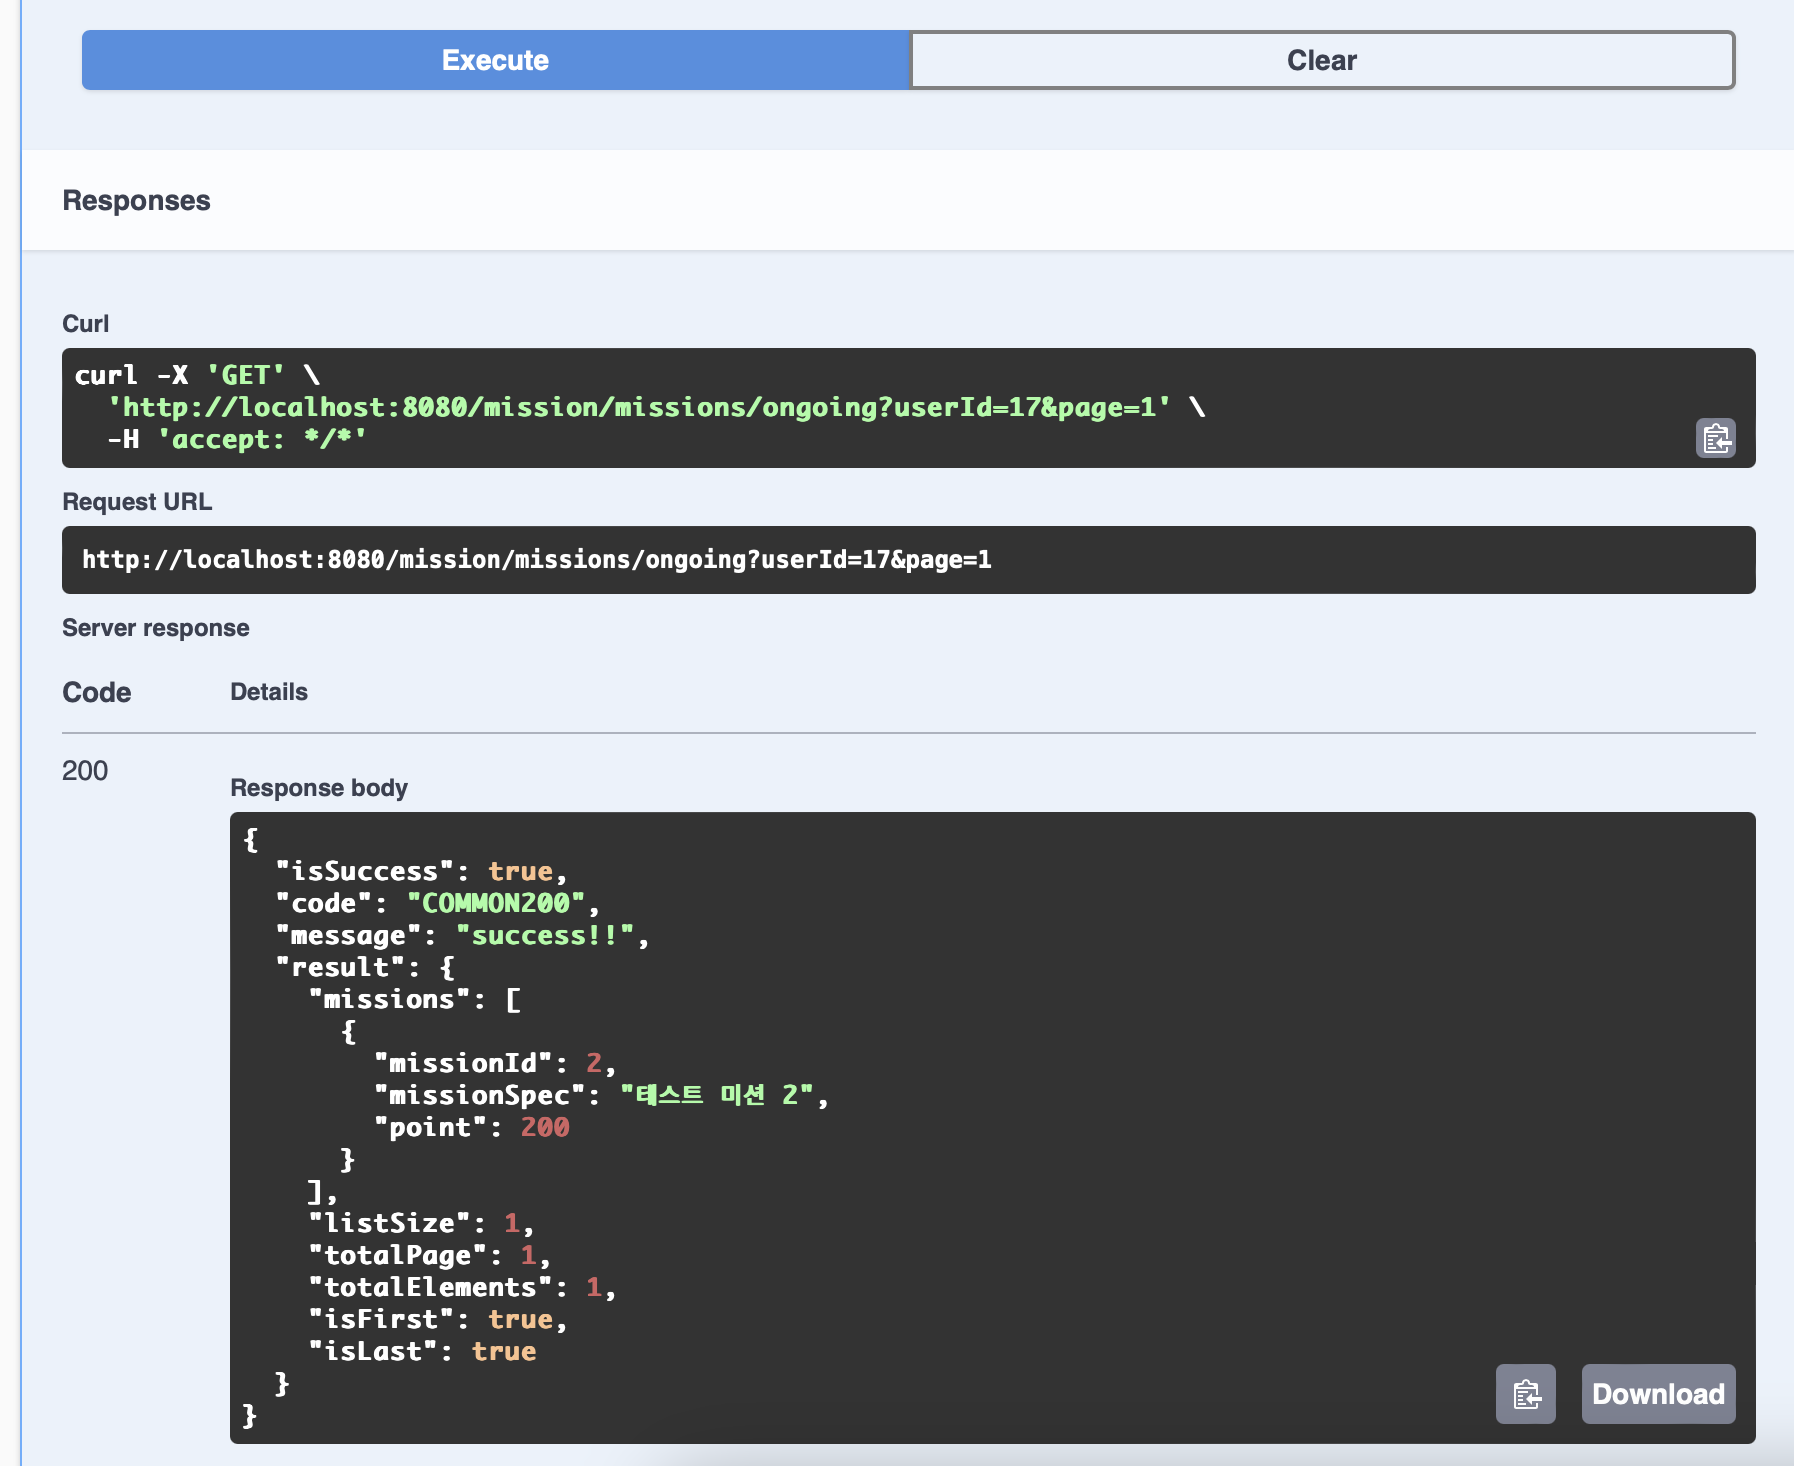 Execute
Clear
Responses
Curl
curl -X 'GET' \
  'http://localhost:8080/mission/missions/ongoing?userId=17&page=1' \
  -H 'accept: */*'
Request URL
http://localhost:8080/mission/missions/ongoing?userId=17&page=1
Server response
Code Details
200
Response body
{
  "isSuccess": true,
  "code": "COMMON200",
  "message": "success!!",
  "result": {
    "missions": [
      {
        "missionId": 2,
        "missionSpec": "테스트 미션 2",
        "point": 200
      }
    ],
    "listSize": 1,
    "totalPage": 1,
    "totalElements": 1,
    "isFirst": true,
    "isLast": true
  }
}
Download